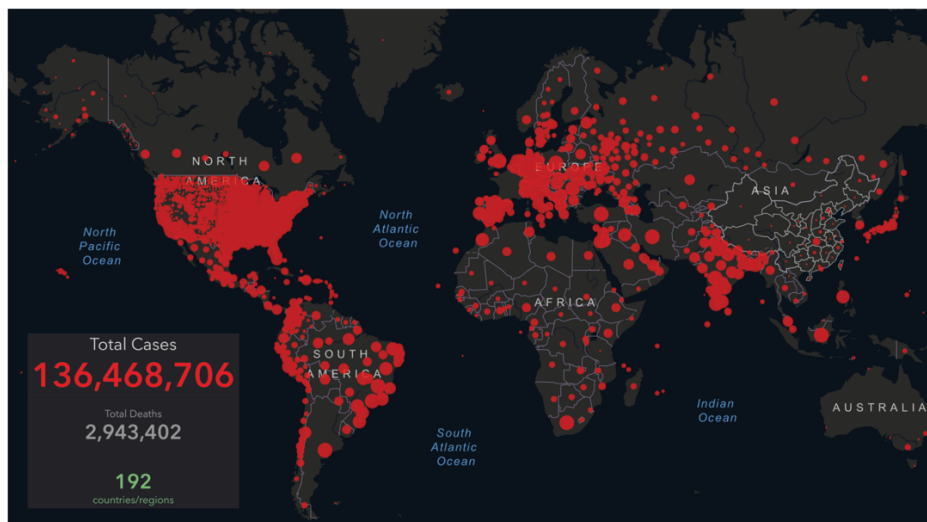 NORTH
AMERICA
EUROPE
ASIA
North
Pacific
Ocean
North
Atlantic
Ocean
AFRICA
SOUTH
AMERICA
Indian
Ocean
AUSTRALIA
South
Atlantic
Ocean
Total Cases
136,468,706
Total Deaths
2,943,402
192
countries/regions